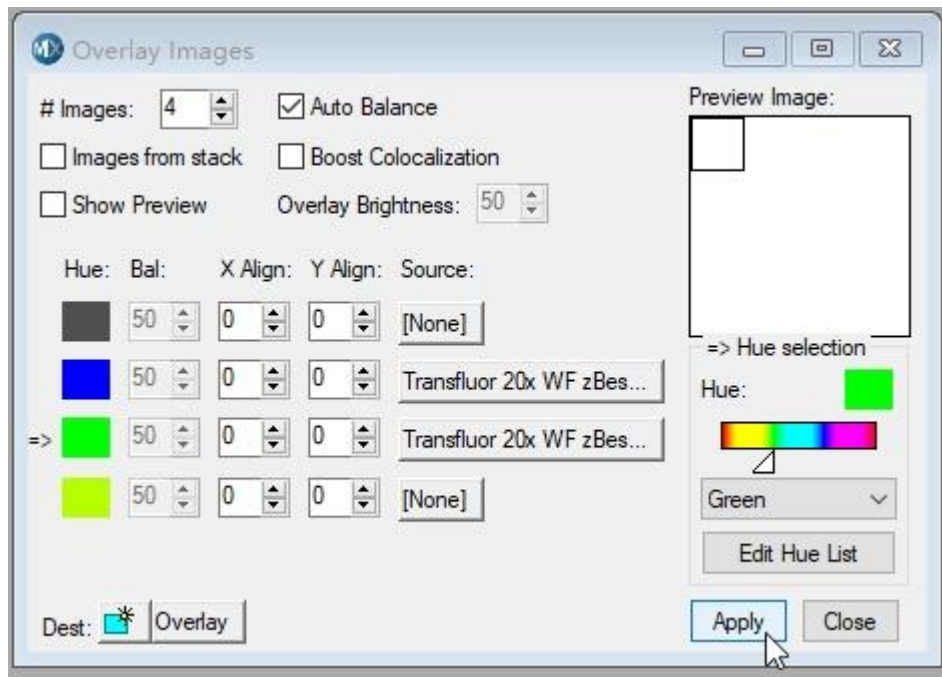 MX Overlay Images
# Images: 4 Auto Balance Preview Image:
Images from stack Boost Colocalization
Show Preview Overlay Brightness: 50
Hue: Bal: X Align: Y Align: Source:
50 0 0 [None]
=> Hue selection
50 0 0 Transfluor 20x WF zBes... Hue:
=> 50 0 0 Transfluor 20x WF zBes...
50 0 0 [None] Green
Edit Hue List
Dest: Overlay Apply Close